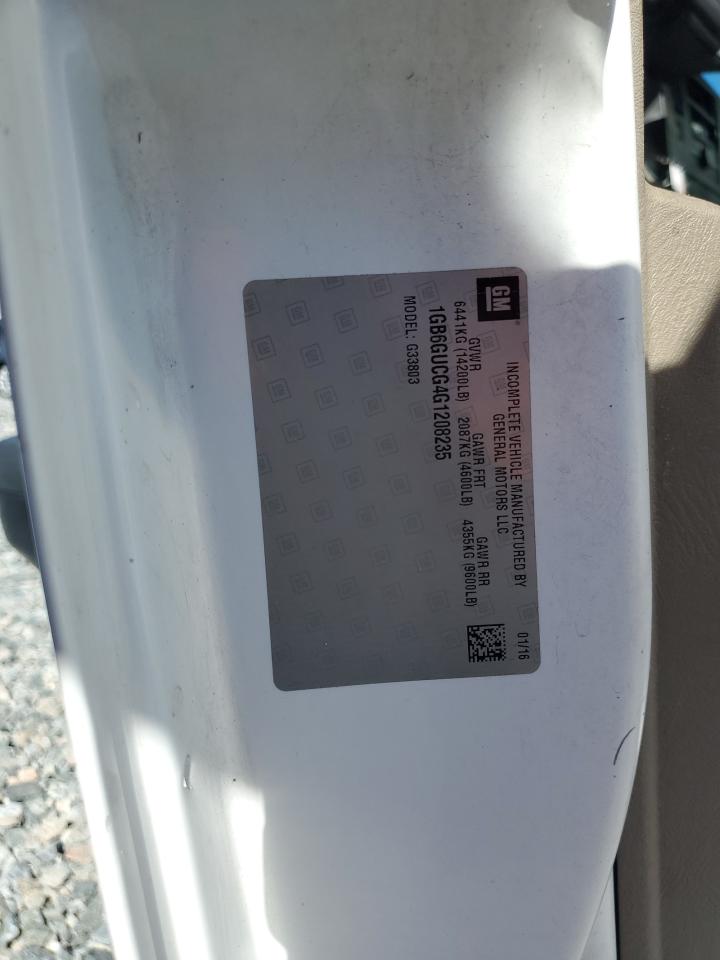 GM
INCOMPLETE VEHICLE MANUFACTURED BY
GENERAL MOTORS LLC
01/16
GVWR GAWR FRT GAWR RR
6441KG (14200LB) 2087KG (4600LB) 4355KG (9600LB)
1GB6GUCG4G1208235
MODEL: G33803